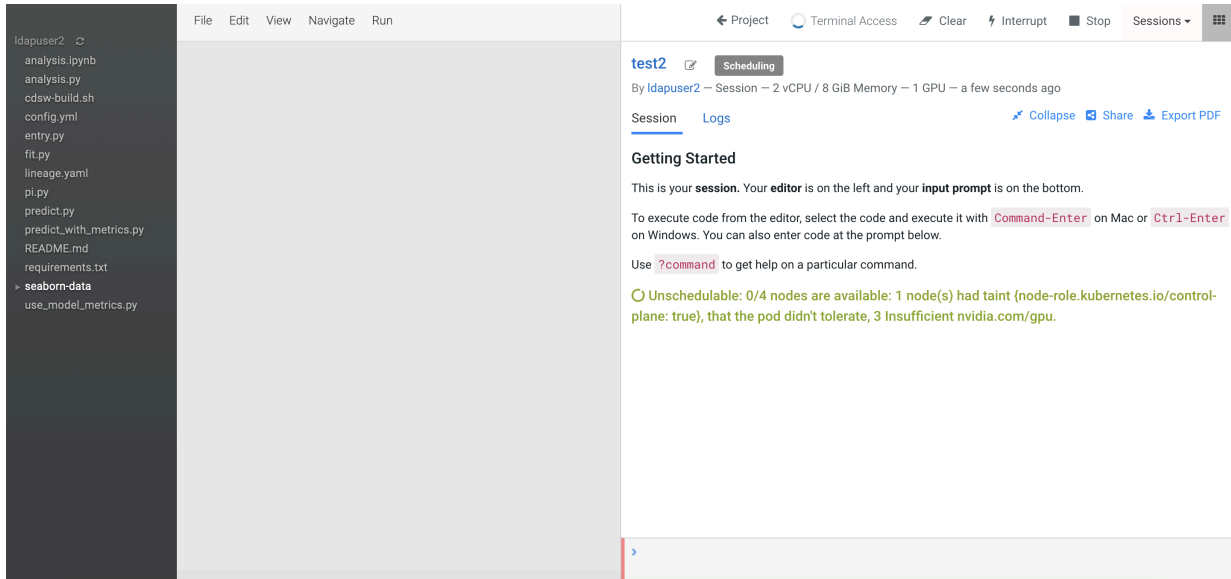 File Edit View Navigate Run
Project Terminal Access Clear Interrupt Stop Sessions
ldapuser2
analysis.ipynb
analysis.py
cdsw-build.sh
config.yml
entry.py
fit.py
lineage.yaml
pi.py
predict.py
predict_with_metrics.py
README.md
requirements.txt
seaborn-data
use_model_metrics.py
test2 Scheduling
By ldapuser2 — Session — 2 vCPU / 8 GiB Memory — 1 GPU — a few seconds ago
Session Logs Collapse Share Export PDF
Getting Started
This is your session. Your editor is on the left and your input prompt is on the bottom.
To execute code from the editor, select the code and execute it with Command-Enter on Mac or Ctrl-Enter
on Windows. You can also enter code at the prompt below.
Use ?command to get help on a particular command.
Unschedulable: 0/4 nodes are available: 1 node(s) had taint {node-role.kubernetes.io/control-
plane: true}, that the pod didn't tolerate, 3 Insufficient nvidia.com/gpu.